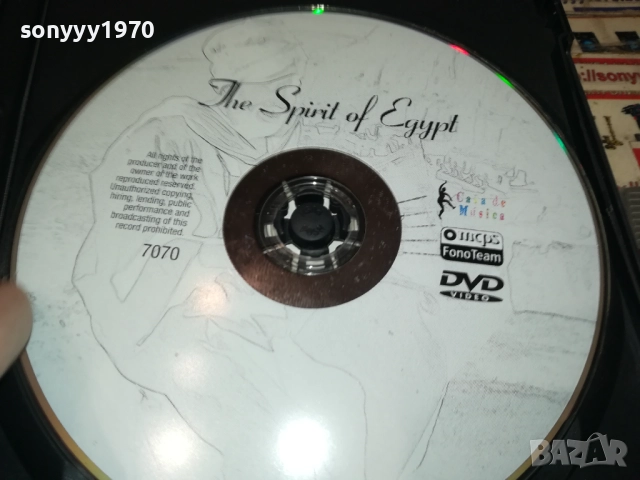 sonyyy1970
The Spirit of Egypt
All rights of the
producer and of the
owner of the work
reproduced reserved.
Unauthorized copying,
hiring, lending, public
performance and
broadcasting of this
record prohibited.
7070
Casa de
Música
mcps
FonoTeam
DVD
VIDEO
BAZAR